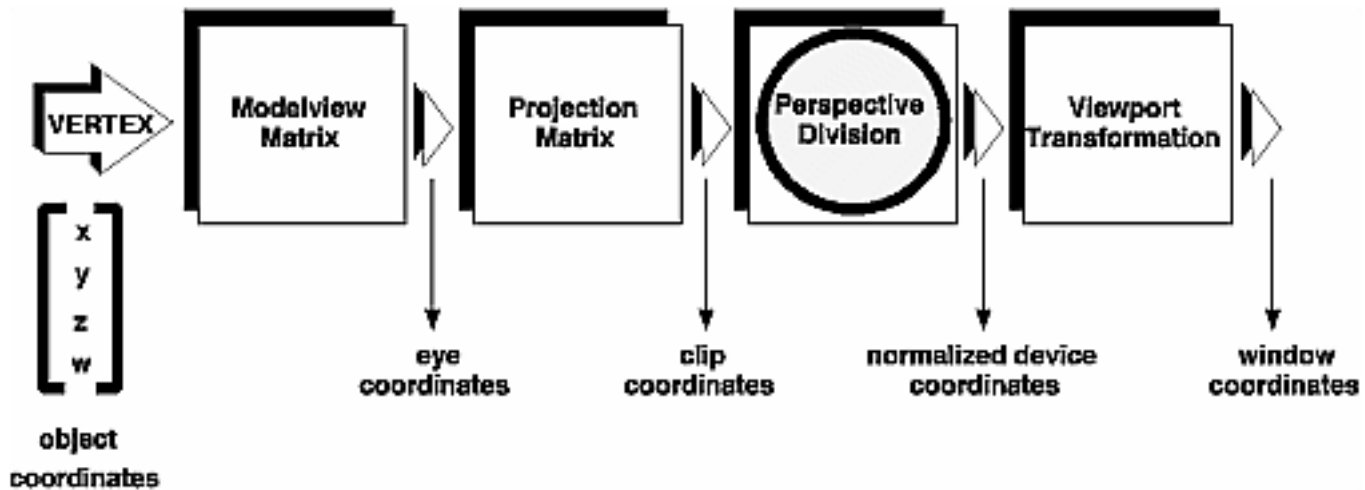 VERTEX
Modelview
Matrix
Projection
Matrix
Perspective
Division
Viewport
Transformation
x
y
z
w
object
coordinates
eye
coordinates
clip
coordinates
normalized device
coordinates
window
coordinates